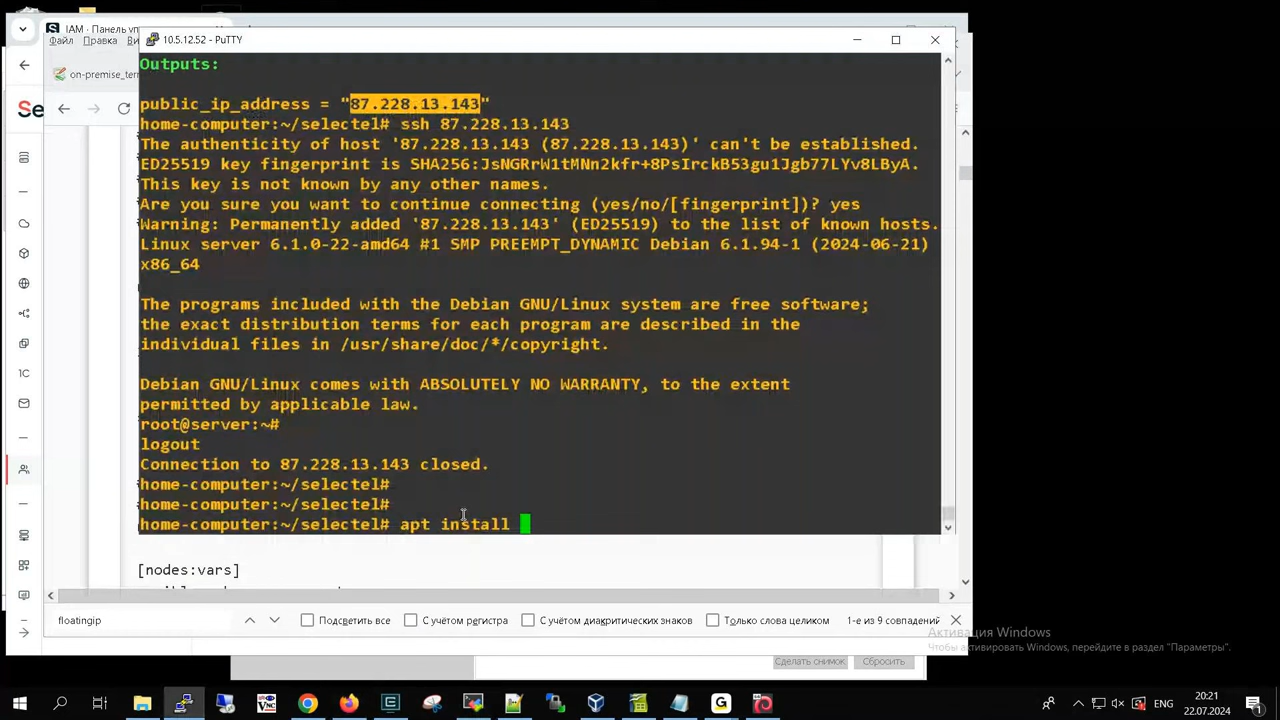 IAM · Панель уп
10.5.12.52 - PuTTY
Файл
Правка
Ви
on-premise_ter
Se
1C
Outputs:
public_ip_address = "87.228.13.143"
home-computer:~/selectel# ssh 87.228.13.143
The authenticity of host '87.228.13.143 (87.228.13.143)' can't be established.
ED25519 key fingerprint is SHA256:JsNGRrW1tMNn2kfr+8PsIrckB53gu1Jgb77LYv8LByA.
This key is not known by any other names.
Are you sure you want to continue connecting (yes/no/[fingerprint])? yes
Warning: Permanently added '87.228.13.143' (ED25519) to the list of known hosts.
Linux server 6.1.0-22-amd64 #1 SMP PREEMPT_DYNAMIC Debian 6.1.94-1 (2024-06-21)
x86_64
The programs included with the Debian GNU/Linux system are free software;
the exact distribution terms for each program are described in the
individual files in /usr/share/doc/*/copyright.
Debian GNU/Linux comes with ABSOLUTELY NO WARRANTY, to the extent
permitted by applicable law.
root@server:~#
logout
Connection to 87.228.13.143 closed.
home-computer:~/selectel#
home-computer:~/selectel#
home-computer:~/selectel# apt install
[nodes:vars]
floatingip
Подсветить все
С учётом регистра
С учётом диакритических знаков
Только слова целиком
1-е из 9 совпадений
Активация Windows
Чтобы активировать Windows, перейдите в раздел "Параметры".
Сделать снимок
Сбросить
ENG
20:21
22.07.2024
1